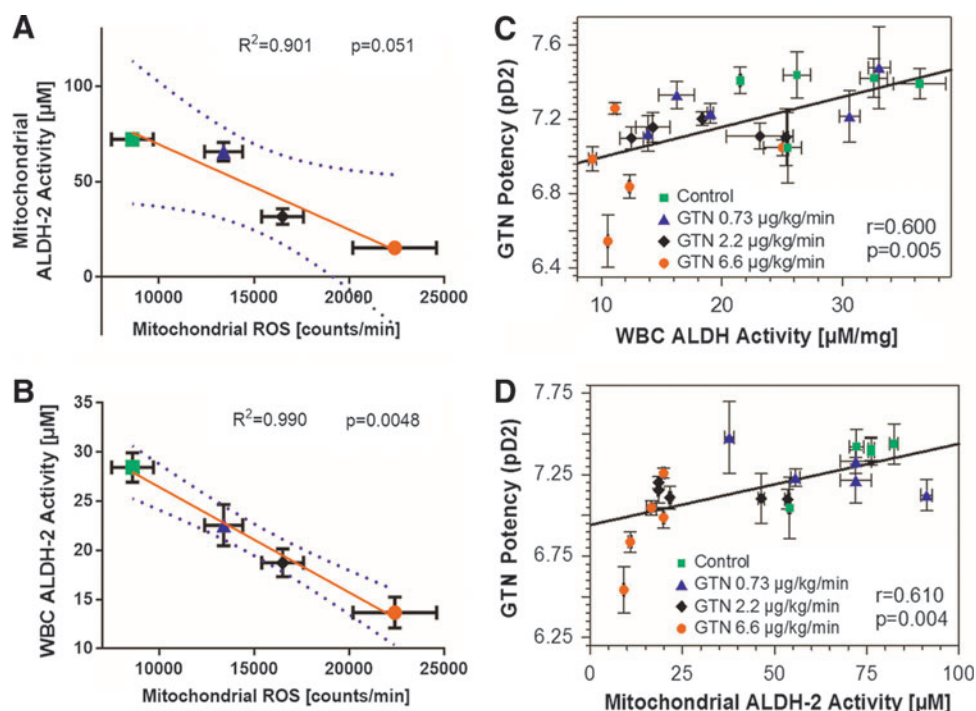 A
R²=0.901 p=0.051
Mitochondrial
ALDH-2 Activity [μM]
100
50
0
10000 15000 20000 25000
Mitochondrial ROS [counts/min]
B
R²=0.990 p=0.0048
WBC ALDH-2 Activity [μM]
35
30
25
20
15
10
10000 15000 20000 25000
Mitochondrial ROS [counts/min]
C
GTN Potency (pD2)
7.6
7.2
6.8
6.4
Control
GTN 0.73 μg/kg/min
GTN 2.2 μg/kg/min
GTN 6.6 μg/kg/min
r=0.600
p=0.005
10 20 30
WBC ALDH Activity [μM/mg]
D
GTN Potency (pD2)
7.75
7.25
6.75
6.25
Control
GTN 0.73 μg/kg/min
GTN 2.2 μg/kg/min
GTN 6.6 μg/kg/min
r=0.610
p=0.004
0 25 50 75 100
Mitochondrial ALDH-2 Activity [μM]